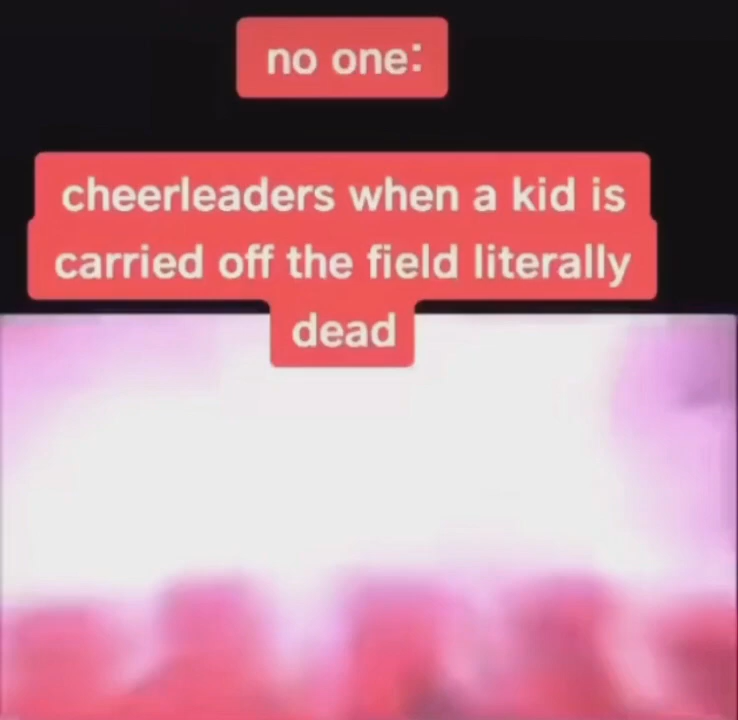 no one:
cheerleaders when a kid is
carried off the field literally
dead